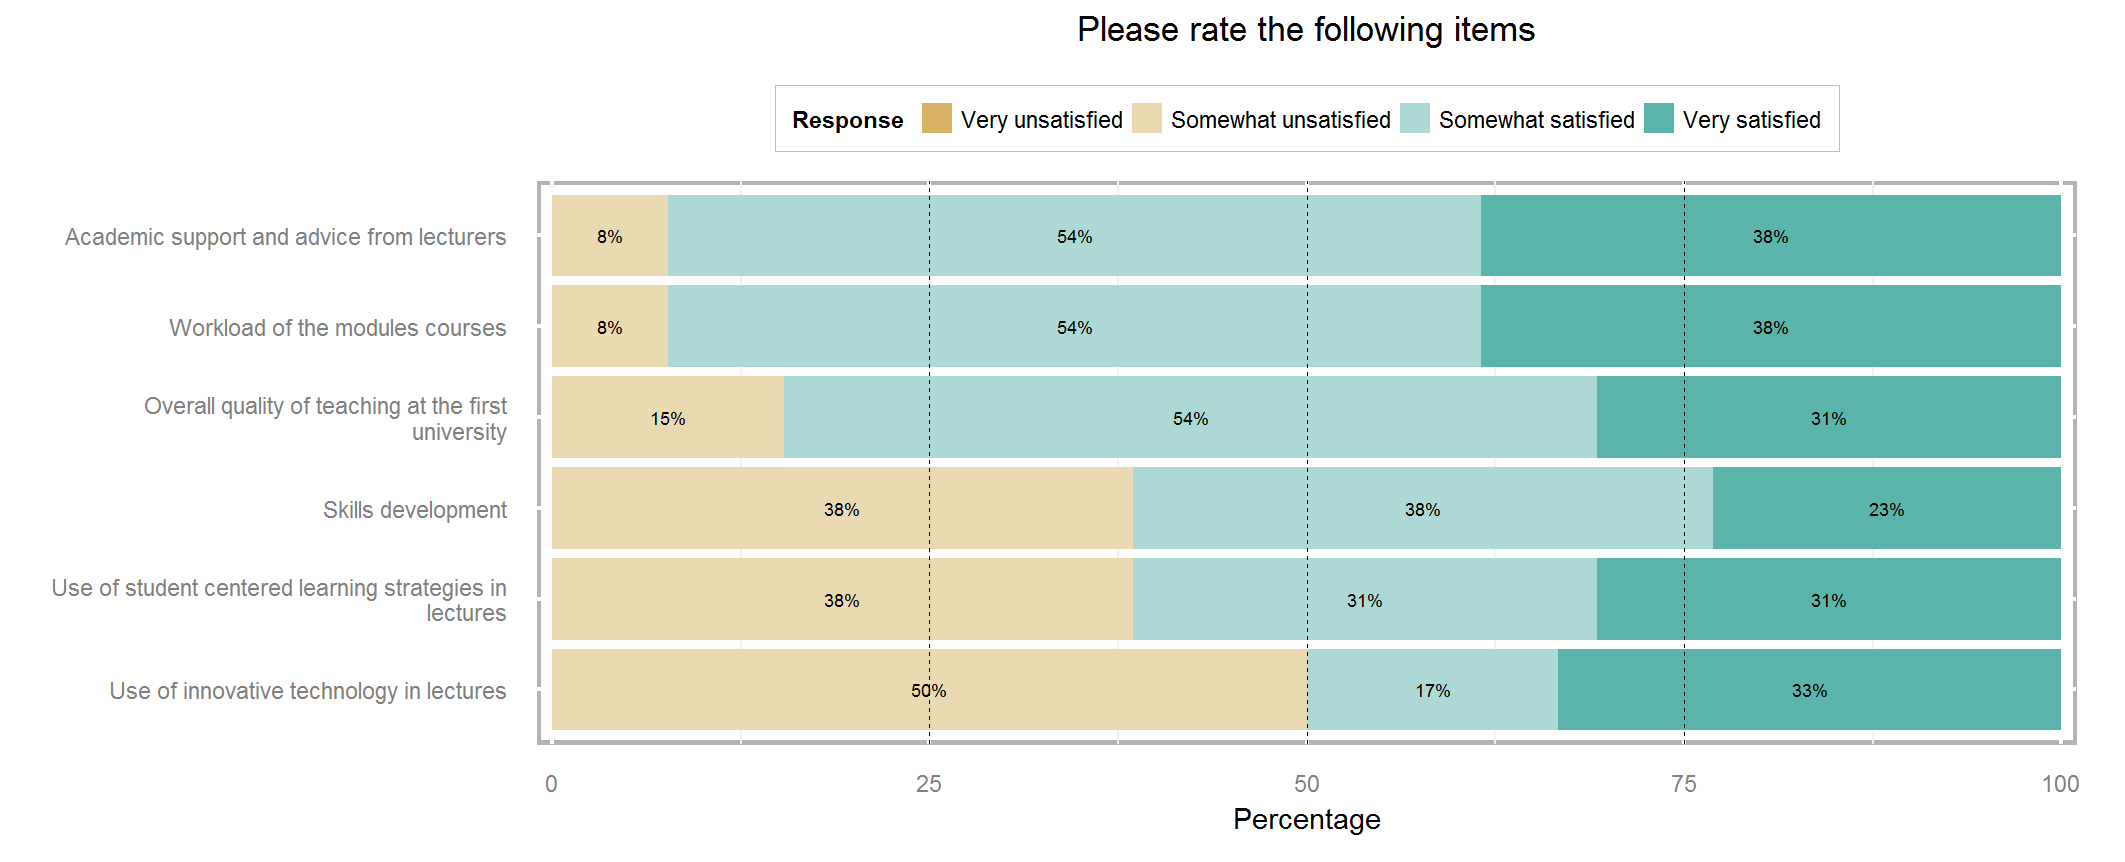 Please rate the following items
Response Very unsatisfied Somewhat unsatisfied Somewhat satisfied Very satisfied
Academic support and advice from lecturers 8% 54% 38%
Workload of the modules courses 8% 54% 38%
Overall quality of teaching at the first
university
15% 54% 31%
Skills development 38% 38% 23%
Use of student centered learning strategies in
lectures
38% 31% 31%
Use of innovative technology in lectures 50% 17% 33%
0 25 50 75 100
Percentage